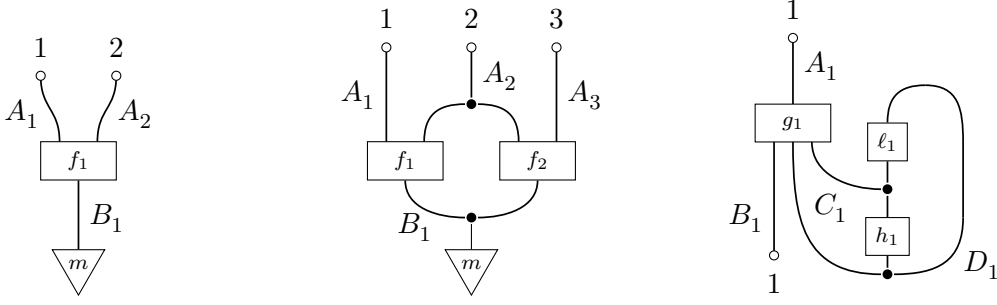 1 2
A₁ A₂
f₁
B₁
m
1 2 3
A₁ A₂ A₃
f₁ f₂
B₁
m
1
A₁
g₁ ℓ₁
B₁ C₁ h₁
D₁
1